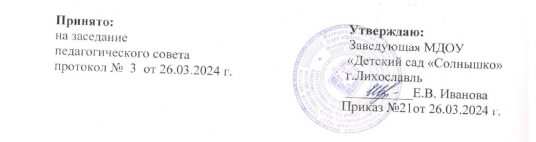 Принято:
на заседание
педагогического совета
протокол № 3 от 26.03.2024 г.
Утверждаю:
Заведующая МДОУ
«Детский сад «Солнышко»
г.Лихославль
Е.В. Иванова
Приказ №21от 26.03.2024 г.